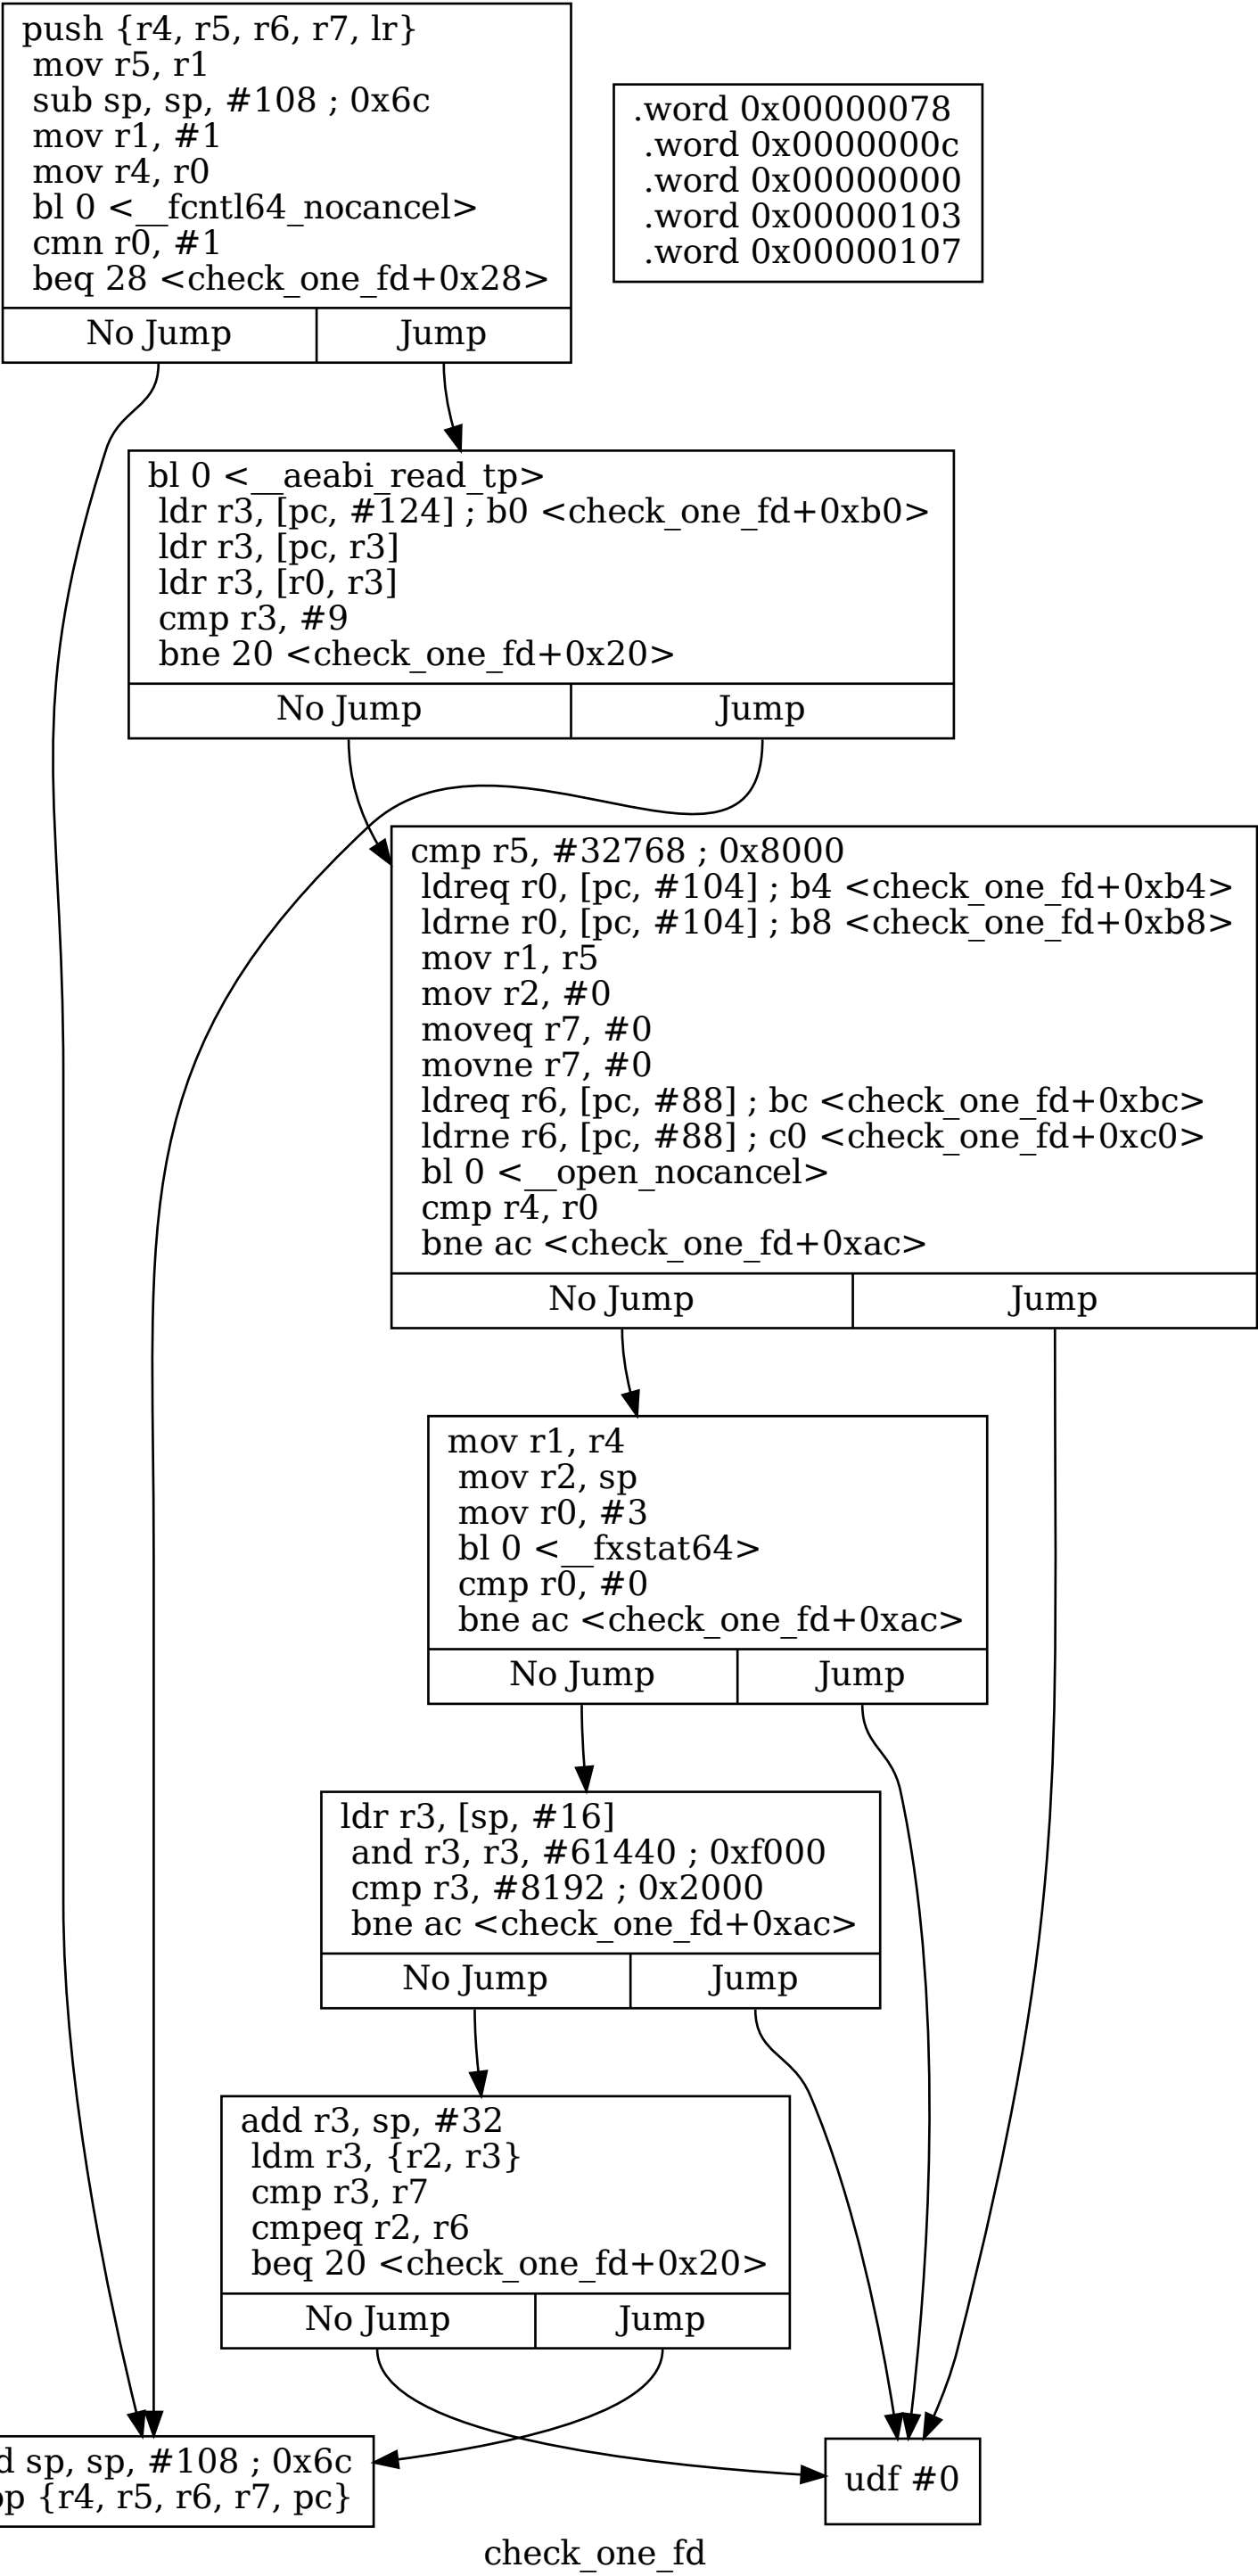 push {r4, r5, r6, r7, lr}
mov r5, r1
sub sp, sp, #108 ; 0x6c
mov r1, #1
mov r4, r0
bl 0 <__fcntl64_nocancel>
cmn r0, #1
beq 28 <check_one_fd+0x28>
No Jump
Jump
.word 0x00000078
.word 0x0000000c
.word 0x00000000
.word 0x00000103
.word 0x00000107
bl 0 <__aeabi_read_tp>
ldr r3, [pc, #124] ; b0 <check_one_fd+0xb0>
ldr r3, [pc, r3]
ldr r3, [r0, r3]
cmp r3, #9
bne 20 <check_one_fd+0x20>
No Jump
Jump
cmp r5, #32768 ; 0x8000
ldreq r0, [pc, #104] ; b4 <check_one_fd+0xb4>
ldrne r0, [pc, #104] ; b8 <check_one_fd+0xb8>
mov r1, r5
mov r2, #0
moveq r7, #0
movne r7, #0
ldreq r6, [pc, #88] ; bc <check_one_fd+0xbc>
ldrne r6, [pc, #88] ; c0 <check_one_fd+0xc0>
bl 0 <__open_nocancel>
cmp r4, r0
bne ac <check_one_fd+0xac>
No Jump
Jump
mov r1, r4
mov r2, sp
mov r0, #3
bl 0 <__fxstat64>
cmp r0, #0
bne ac <check_one_fd+0xac>
No Jump
Jump
ldr r3, [sp, #16]
and r3, r3, #61440 ; 0xf000
cmp r3, #8192 ; 0x2000
bne ac <check_one_fd+0xac>
No Jump
Jump
add r3, sp, #32
ldm r3, {r2, r3}
cmp r3, r7
cmpeq r2, r6
beq 20 <check_one_fd+0x20>
No Jump
Jump
d sp, sp, #108 ; 0x6c
p {r4, r5, r6, r7, pc}
udf #0
check_one_fd